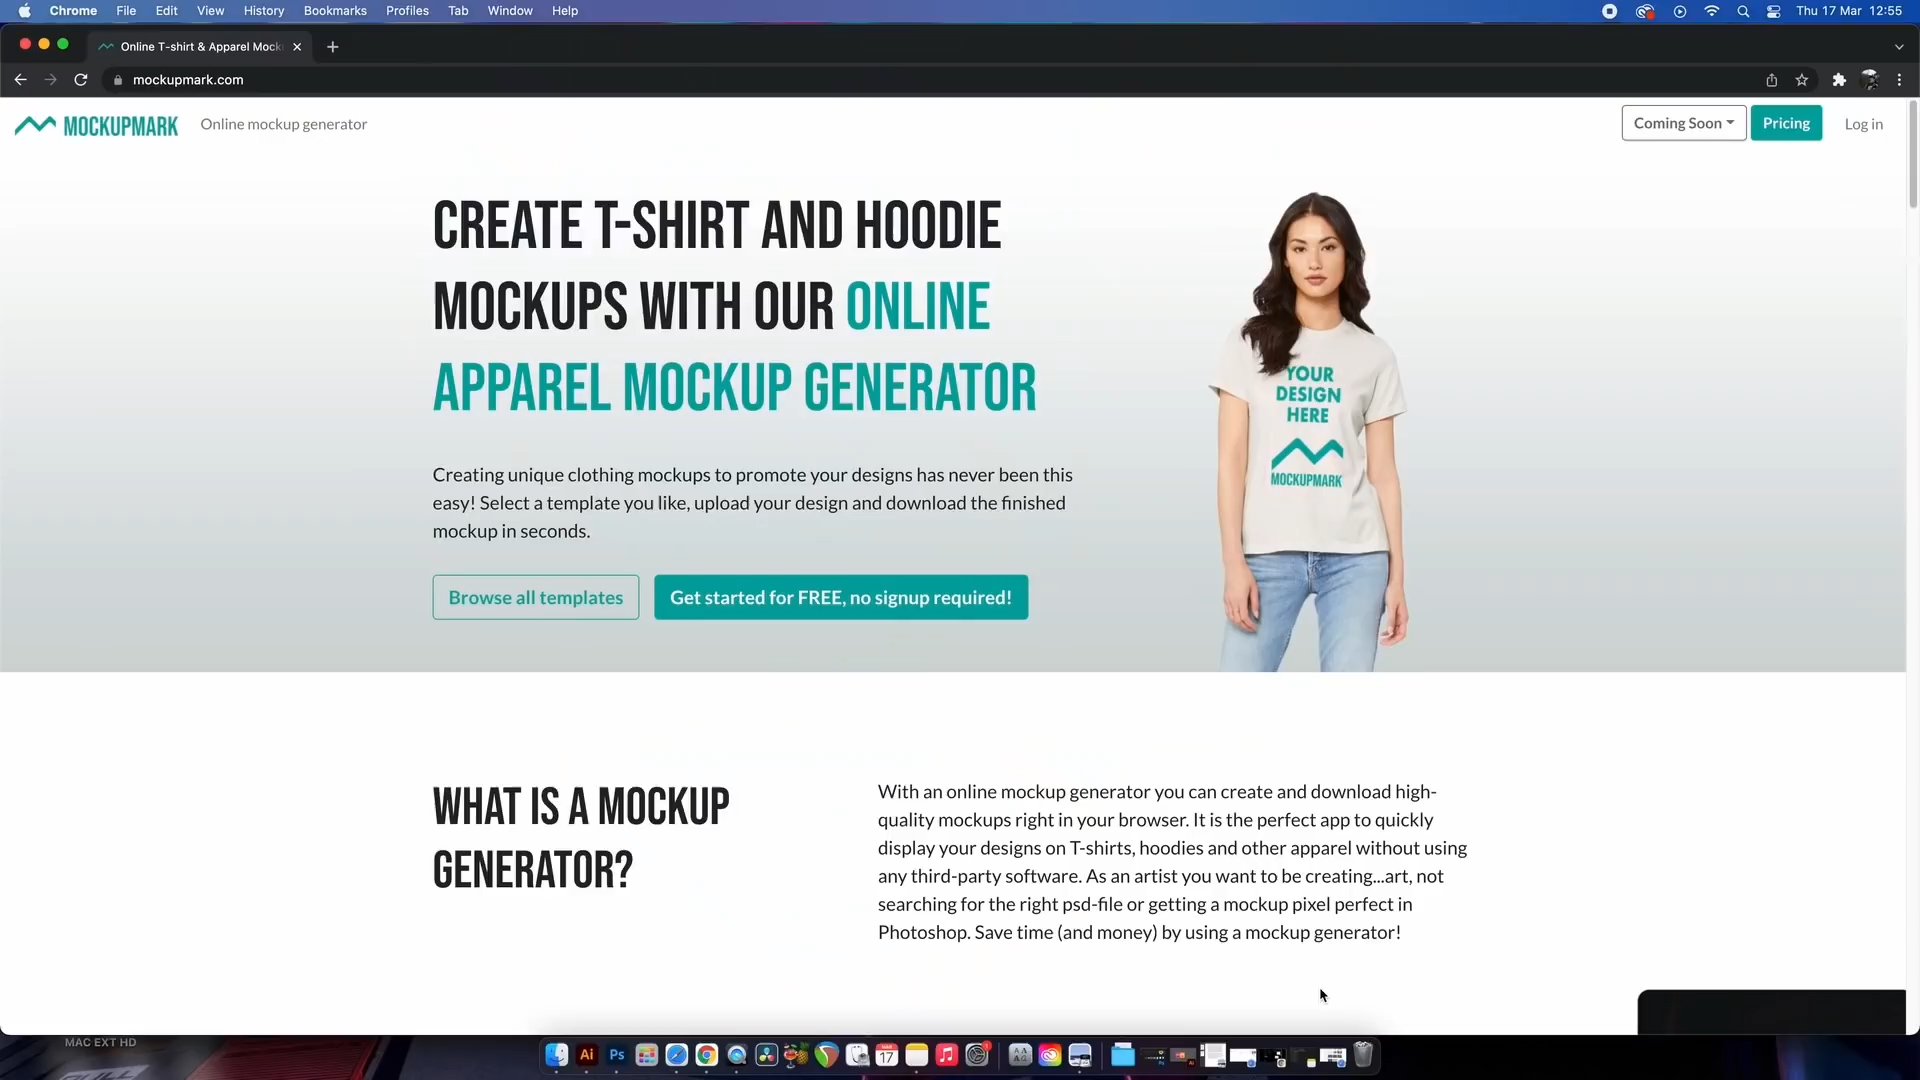 Chrome File Edit View History Bookmarks Profiles Tab Window Help Thu 17 Mar 12:55
Online T-shirt & Apparel Mock
mockupmark.com
MOCKUPMARK Online mockup generator Coming Soon Pricing Log in
CREATE T-SHIRT AND HOODIE
MOCKUPS WITH OUR ONLINE
APPAREL MOCKUP GENERATOR
Creating unique clothing mockups to promote your designs has never been this
easy! Select a template you like, upload your design and download the finished
mockup in seconds.
Browse all templates Get started for FREE, no signup required!
YOUR
DESIGN
HERE
MOCKUPMARK
WHAT IS A MOCKUP
GENERATOR?
With an online mockup generator you can create and download high-
quality mockups right in your browser. It is the perfect app to quickly
display your designs on T-shirts, hoodies and other apparel without using
any third-party software. As an artist you want to be creating...art, not
searching for the right psd-file or getting a mockup pixel perfect in
Photoshop. Save time (and money) by using a mockup generator!
MAC EXT HD
Ai Ps 17